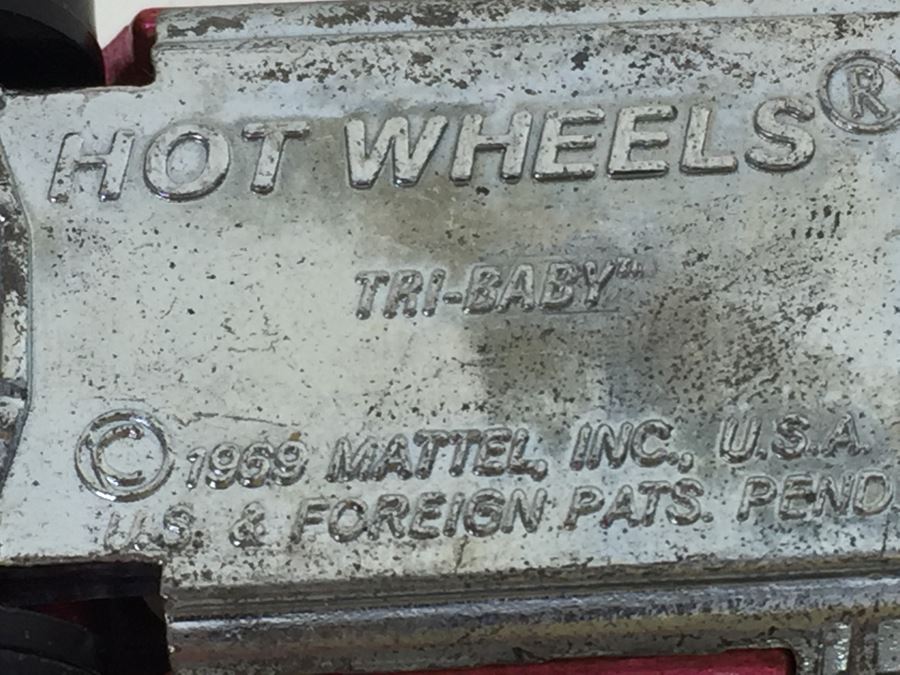 HOT WHEELS®
TRI-BABY™
© 1969 MATTEL, INC., U.S.A.
U.S. & FOREIGN PATS. PEND.